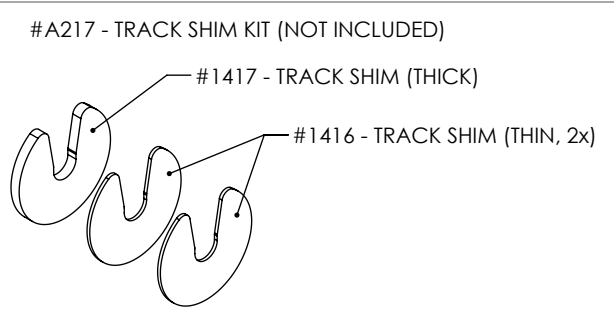 #A217 - TRACK SHIM KIT (NOT INCLUDED)
#1417 - TRACK SHIM (THICK)
#1416 - TRACK SHIM (THIN, 2x)